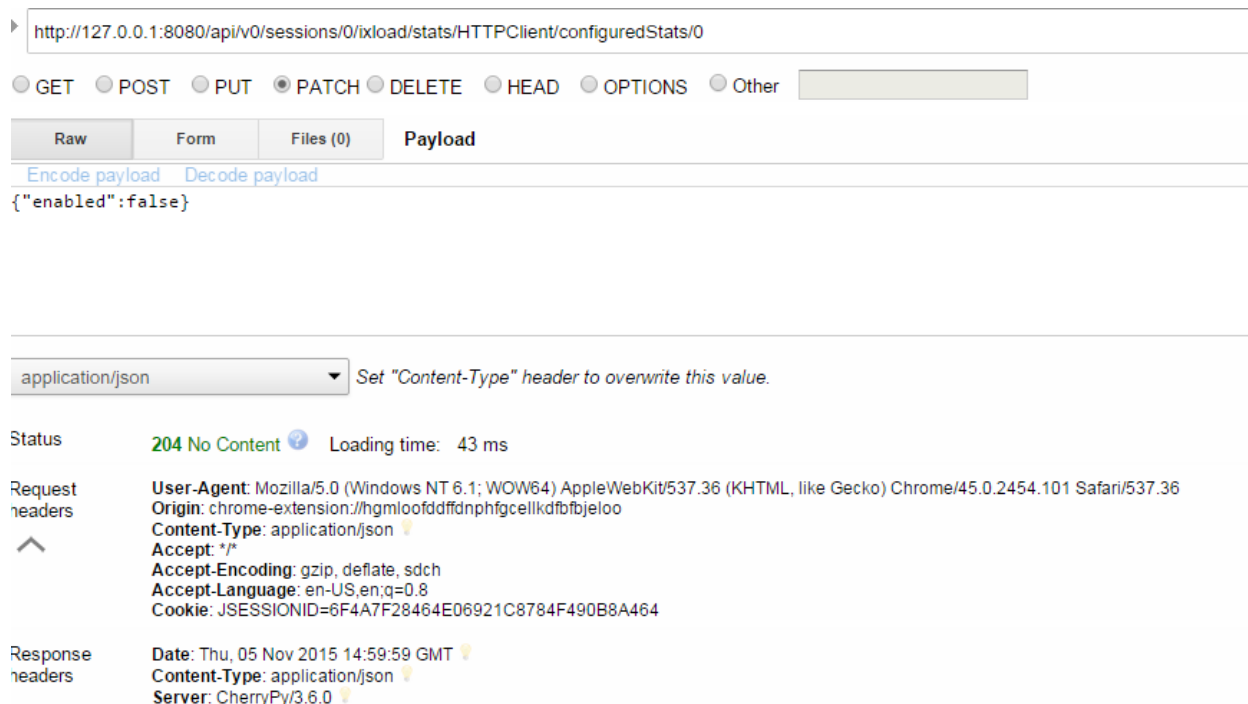 http://127.0.0.1:8080/api/v0/sessions/0/ixload/stats/HTTPClient/configuredStats/0
GET POST PUT PATCH DELETE HEAD OPTIONS Other
Raw Form Files (0) Payload
Encode payload Decode payload
{"enabled":false}
application/json Set "Content-Type" header to overwrite this value.
Status 204 No Content Loading time: 43 ms
Request headers User-Agent: Mozilla/5.0 (Windows NT 6.1; WOW64) AppleWebKit/537.36 (KHTML, like Gecko) Chrome/45.0.2454.101 Safari/537.36
Origin: chrome-extension://hgmloofddffdnphfgcellkdfbfbjeloo
Content-Type: application/json
Accept: */*
Accept-Encoding: gzip, deflate, sdch
Accept-Language: en-US,en;q=0.8
Cookie: JSESSIONID=6F4A7F28464E06921C8784F490B8A464
Response headers Date: Thu, 05 Nov 2015 14:59:59 GMT
Content-Type: application/json
Server: CherryPy/3.6.0